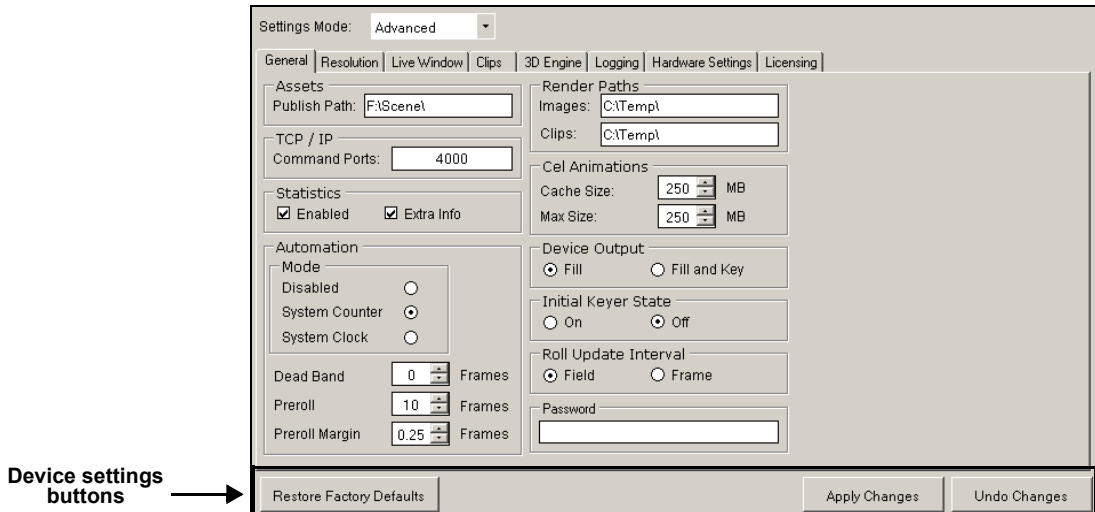 Settings Mode: Advanced
General Resolution Live Window Clips 3D Engine Logging Hardware Settings Licensing
Assets
Publish Path: F:\Scene\
TCP / IP
Command Ports: 4000
Statistics
Enabled Extra Info
Automation
Mode
Disabled
System Counter
System Clock
Dead Band 0 Frames
Preroll 10 Frames
Preroll Margin 0.25 Frames
Render Paths
Images: C:\Temp\
Clips: C:\Temp\
Cel Animations
Cache Size: 250 MB
Max Size: 250 MB
Device Output
Fill Fill and Key
Initial Keyer State
On Off
Roll Update Interval
Field Frame
Password
Device settings
buttons
Restore Factory Defaults Apply Changes Undo Changes